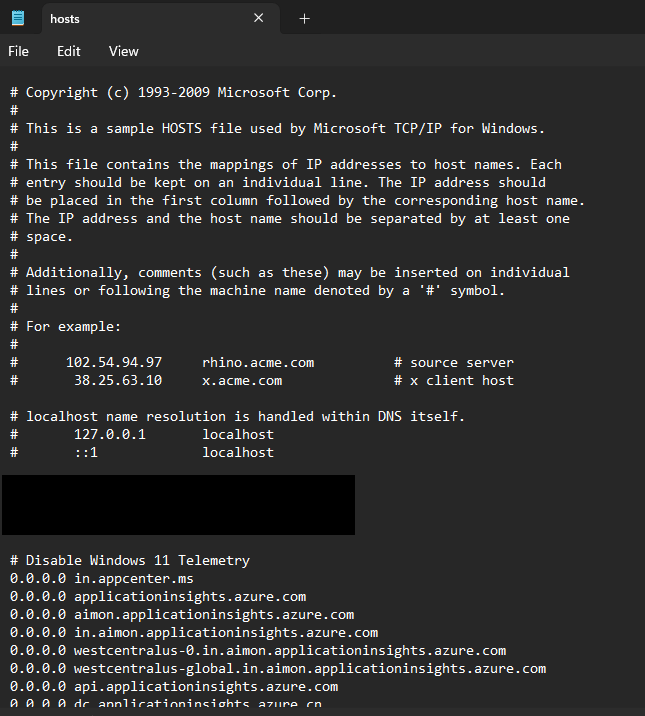 hosts
File Edit View
# Copyright (c) 1993-2009 Microsoft Corp.
#
# This is a sample HOSTS file used by Microsoft TCP/IP for Windows.
#
# This file contains the mappings of IP addresses to host names. Each
# entry should be kept on an individual line. The IP address should
# be placed in the first column followed by the corresponding host name.
# The IP address and the host name should be separated by at least one
# space.
#
# Additionally, comments (such as these) may be inserted on individual
# lines or following the machine name denoted by a '#' symbol.
#
# For example:
#
#      102.54.94.97     rhino.acme.com          # source server
#       38.25.63.10     x.acme.com              # x client host
# localhost name resolution is handled within DNS itself.
#       127.0.0.1       localhost
#       ::1             localhost
# Disable Windows 11 Telemetry
0.0.0.0 in.appcenter.ms
0.0.0.0 applicationinsights.azure.com
0.0.0.0 aimon.applicationinsights.azure.com
0.0.0.0 in.aimon.applicationinsights.azure.com
0.0.0.0 westcentralus-0.in.aimon.applicationinsights.azure.com
0.0.0.0 westcentralus-global.in.aimon.applicationinsights.azure.com
0.0.0.0 api.applicationinsights.azure.com
0.0.0.0 dc.applicationinsights.azure.cn